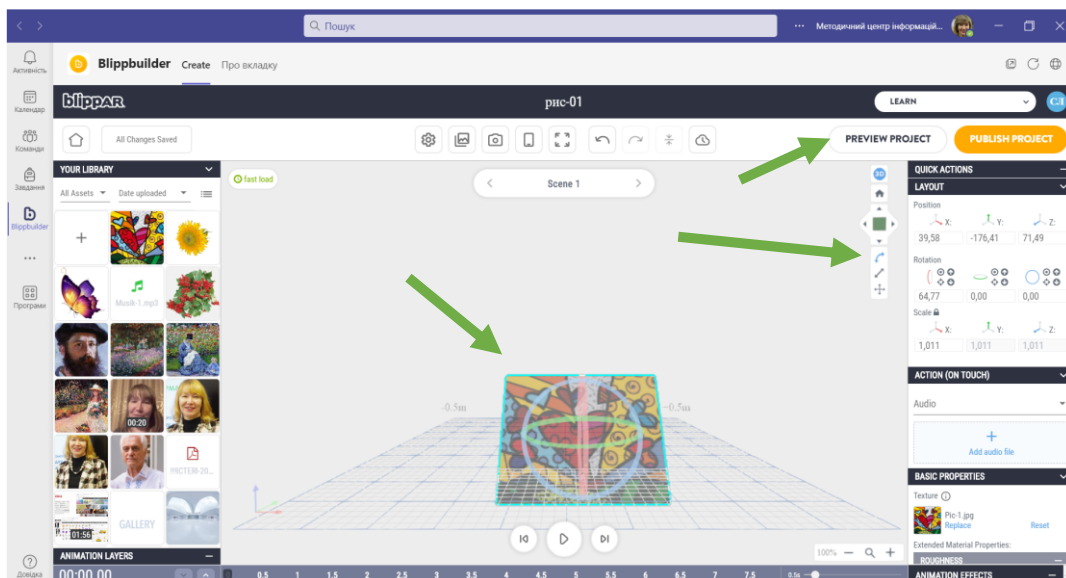 Пошук
Методичний центр інформацій...
Активність
Календар
Команди
Завдання
Blippbuilder
Програми
Довідка
Blippbuilder Create Про вкладку
blippAR
рис-01
LEARN
СЛ
All Changes Saved
PREVIEW PROJECT
PUBLISH PROJECT
YOUR LIBRARY
All Assets
Date uploaded
Musik-1.mp3
00:20
01:56
GALLERY
ANIMATION LAYERS
00:00.00
fast load
Scene 1
3D
-0.5m
~0.5m
100%
0.5 1 1.5 2 2.5 3 3.5 4 4.5 5 5.5 6 6.5 7 7.5
0.5s
QUICK ACTIONS
LAYOUT
Position
X: Y: Z:
39,58 -176,41 71,49
Rotation
64,77 0,00 0,00
Scale
X: Y: Z:
1,011 1,011 1,011
ACTION (ON TOUCH)
Audio
Add audio file
BASIC PROPERTIES
Texture
Pic-1.jpg
Replace Reset
Extended Material Properties:
ROUGHNESS
ANIMATION EFFECTS